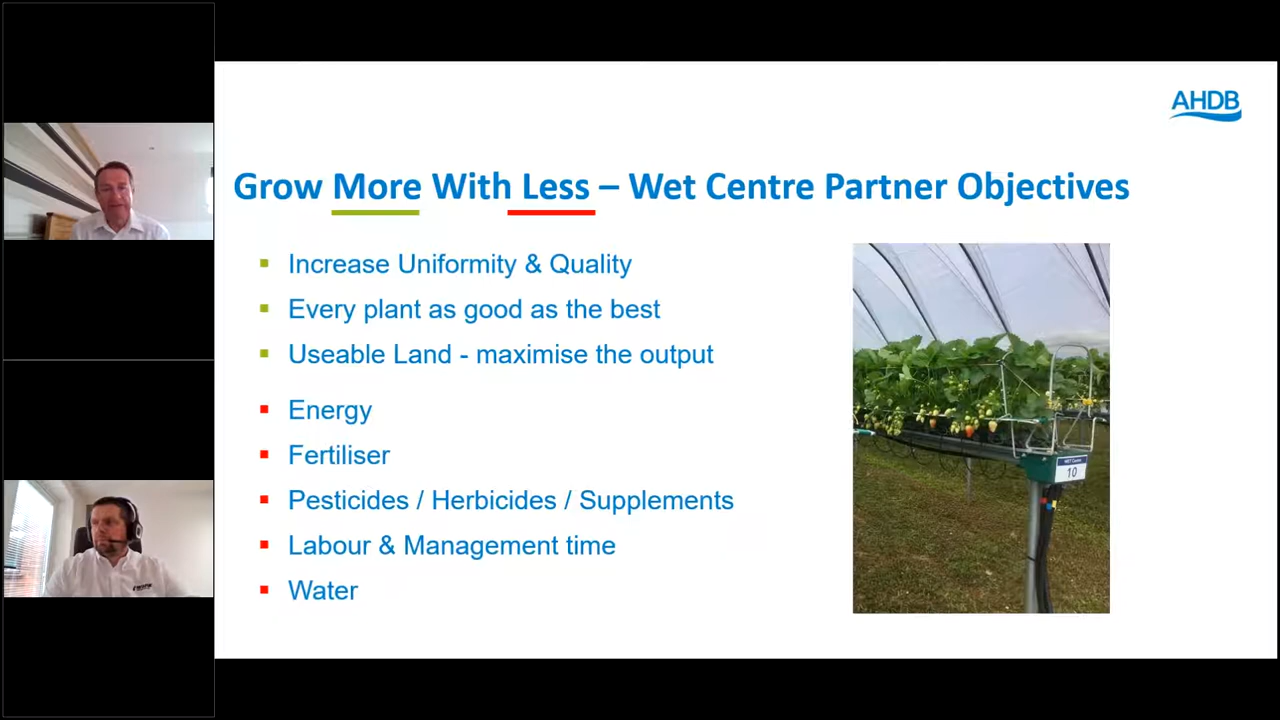 AHDB
Grow More With Less – Wet Centre Partner Objectives
Increase Uniformity & Quality
Every plant as good as the best
Useable Land - maximise the output
Energy
Fertiliser
Pesticides / Herbicides / Supplements
Labour & Management time
Water
10